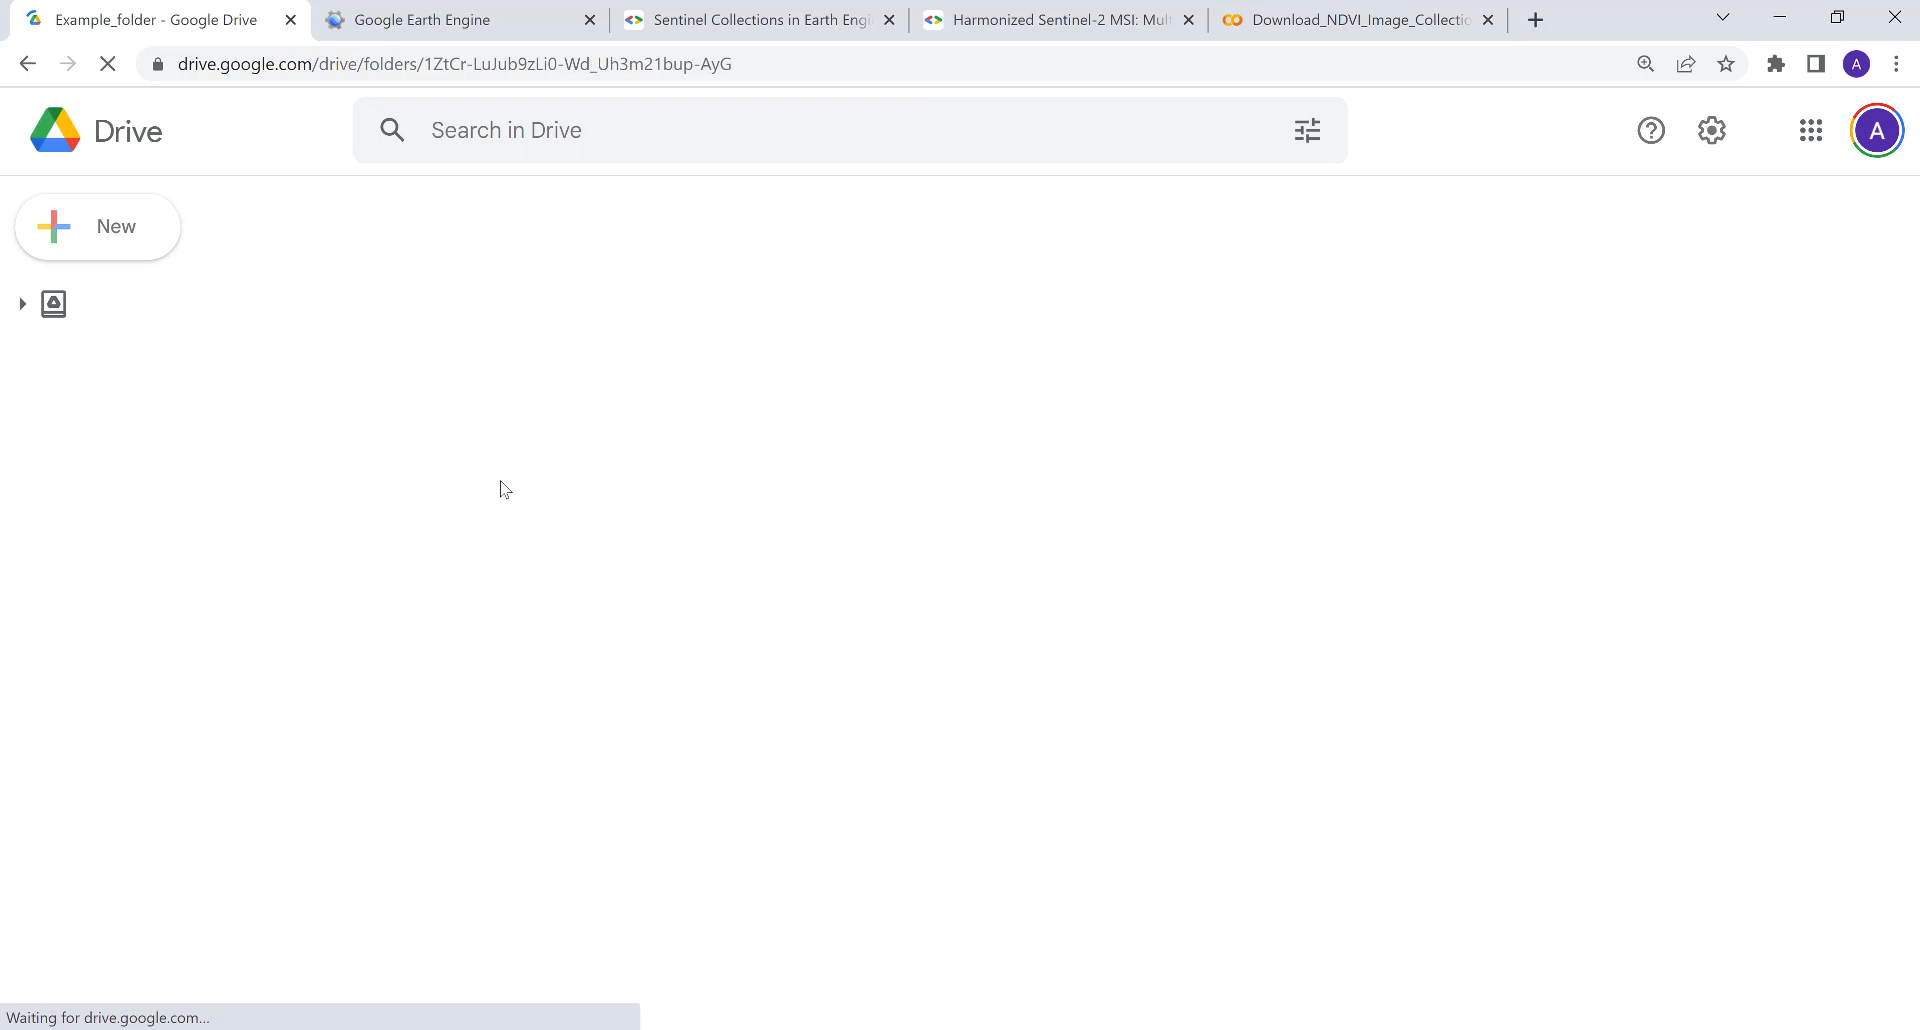 Example_folder - Google Drive
Google Earth Engine
Sentinel Collections in Earth Engi
Harmonized Sentinel-2 MSI: Mul
Download_NDVI_Image_Collectio
drive.google.com/drive/folders/1ZtCr-LuJub9zLi0-Wd_Uh3m21bup-AyG
A
Drive
Search in Drive
A
New
Waiting for drive.google.com...